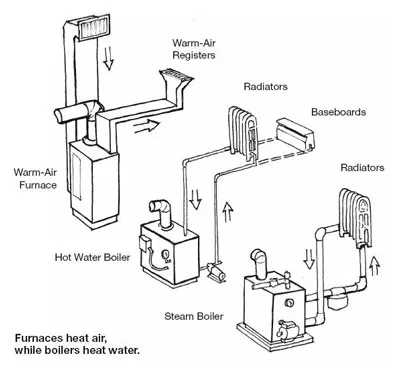 Warm-Air
Registers
Radiators
Baseboards
Radiators
Warm-Air
Furnace
Hot Water Boiler
Steam Boiler
Furnaces heat air,
while boilers heat water.